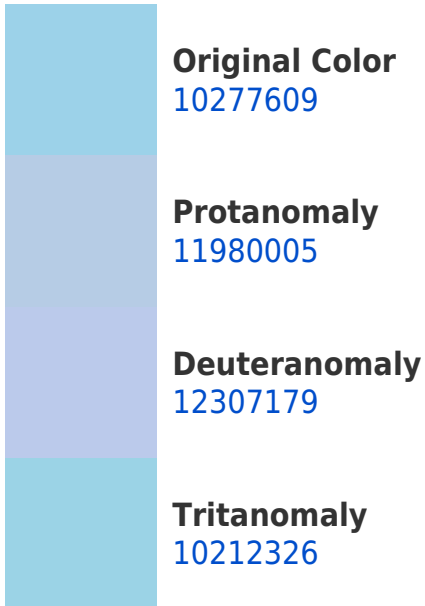 Original Color
10277609
Protanomaly
11980005
Deuteranomaly
12307179
Tritanomaly
10212326